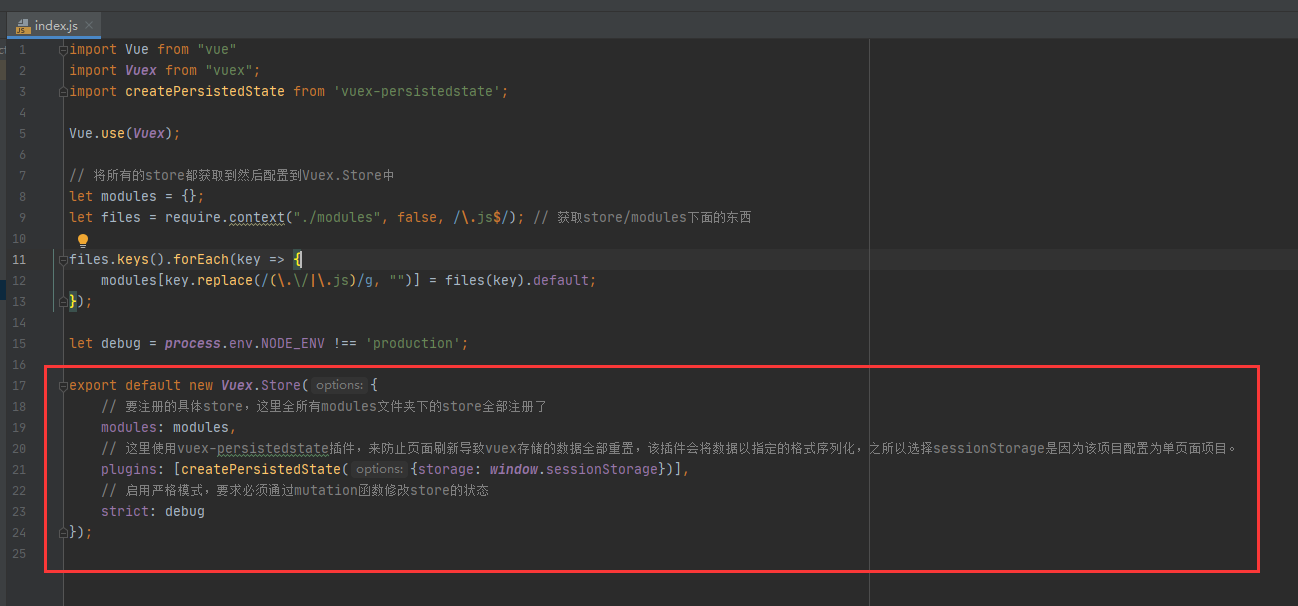 index.js
1 import Vue from "vue"
2 import Vuex from "vuex";
3 import createPersistedState from 'vuex-persistedstate';
4
5 Vue.use(Vuex);
6
7 // 将所有的store都获取到然后配置到Vuex.Store中
8 let modules = {};
9 let files = require.context("./modules", false, /\.js$/); // 获取store/modules下面的东西
10
11 files.keys().forEach(key => {
12 modules[key.replace(/(\.\/|\.js)/g, "")] = files(key).default;
13 });
14
15 let debug = process.env.NODE_ENV !== 'production';
16
17 export default new Vuex.Store( options: {
18 // 要注册的具体store，这里全所有modules文件夹下的store全部注册了
19 modules: modules,
20 // 这里使用vuex-persistedstate插件，来防止页面刷新导致vuex存储的数据全部重置，该插件会将数据以指定的格式序列化，之所以选择sessionStorage是因为该项目配置为单页面项目。
21 plugins: [createPersistedState( options: {storage: window.sessionStorage})],
22 // 启用严格模式，要求必须通过mutation函数修改store的状态
23 strict: debug
24 });
25